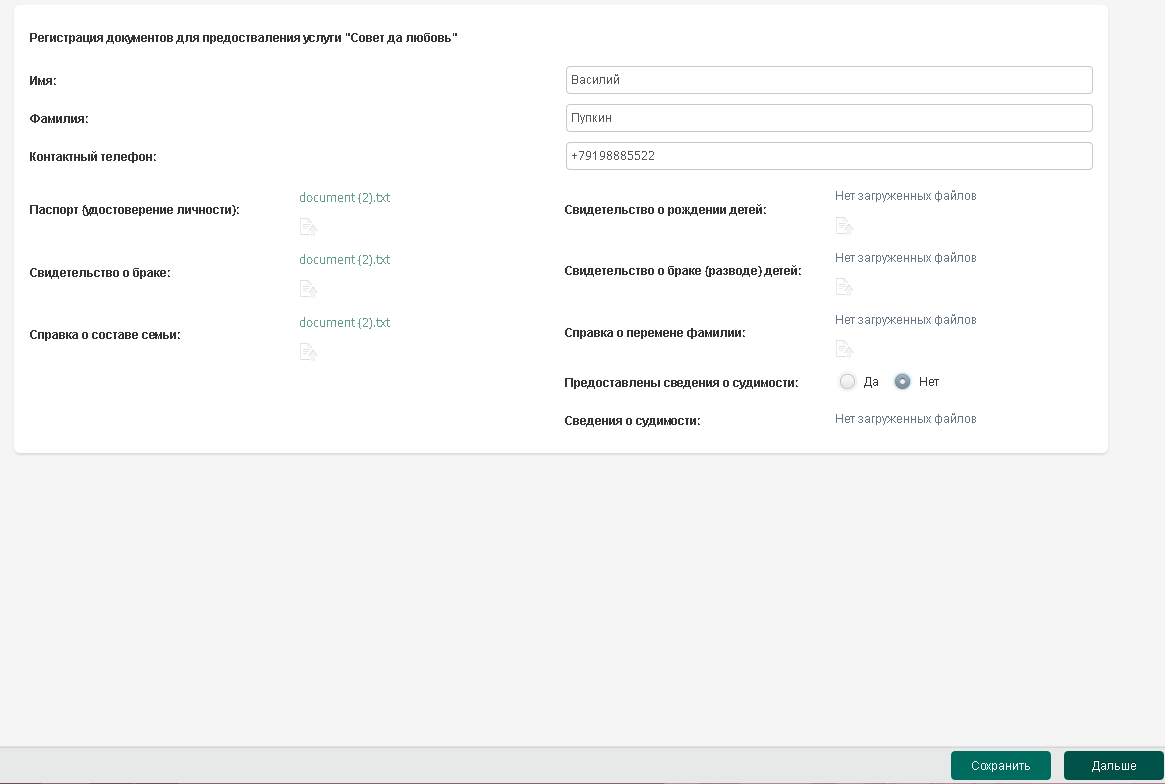 Регистрация документов для предоставления услуги "Совет да любовь"
Имя:
Василий
Фамилия:
Пупкин
Контактный телефон:
+79198885522
Паспорт (удостоверение личности):
document (2).txt
Свидетельство о рождении детей:
Нет загруженных файлов
Свидетельство о браке:
document (2).txt
Свидетельство о браке (разводе) детей:
Нет загруженных файлов
Справка о составе семьи:
document (2).txt
Справка о перемене фамилии:
Нет загруженных файлов
Предоставлены сведения о судимости:
Да
Нет
Сведения о судимости:
Нет загруженных файлов
Сохранить
Дальше